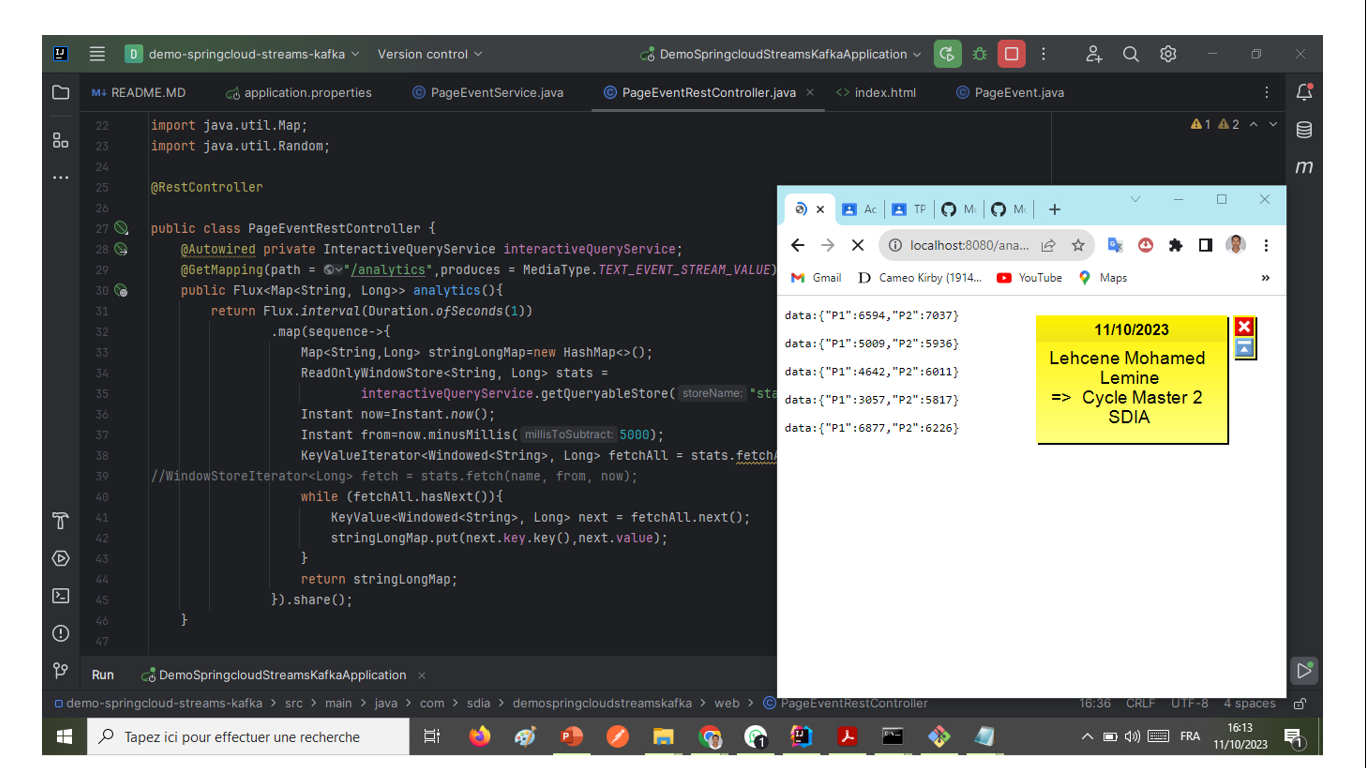 demo-springcloud-streams-kafka
Version control
DemoSpringcloudStreamsKafkaApplication
README.MD
application.properties
PageEventService.java
PageEventRestController.java
index.html
PageEvent.java
1 2
22 import java.util.Map;
23 import java.util.Random;
24
25 @RestController
26
27 public class PageEventRestController {
28 @Autowired private InteractiveQueryService interactiveQueryService;
29 @GetMapping(path = "/analytics",produces = MediaType.TEXT_EVENT_STREAM_VALUE)
30 public Flux<Map<String, Long>> analytics(){
31 return Flux.interval(Duration.ofSeconds(1))
32 .map(sequence->{
33 Map<String,Long> stringLongMap=new HashMap<>();
34 ReadOnlyWindowStore<String, Long> stats =
35 interactiveQueryService.getQueryableStore( storeName: "sta
36 Instant now=Instant.now();
37 Instant from=now.minusMillis( millisToSubtract: 5000);
38 KeyValueIterator<Windowed<String>, Long> fetchAll = stats.fetchA
39 //WindowStoreIterator<Long> fetch = stats.fetch(name, from, now);
40 while (fetchAll.hasNext()){
41 KeyValue<Windowed<String>, Long> next = fetchAll.next();
42 stringLongMap.put(next.key.key(),next.value);
43 }
44 return stringLongMap;
45 }).share();
46 }
47
Ac
TP
Mc
Mc
localhost:8080/ana...
Gmail
Cameo Kirby (1914...
YouTube
Maps
»
data:{"P1":6594,"P2":7037}
data:{"P1":5009,"P2":5936}
data:{"P1":4642,"P2":6011}
data:{"P1":3057,"P2":5817}
data:{"P1":6877,"P2":6226}
11/10/2023
Lehcene Mohamed
Lemine
=> Cycle Master 2
SDIA
Run
DemoSpringcloudStreamsKafkaApplication
demo-springcloud-streams-kafka > src > main > java > com > sdia > demospringcloudstreamskafka > web > PageEventRestController
16:36 CRLF UTF-8 4 spaces
Tapez ici pour effectuer une recherche
FRA
16:13
11/10/2023